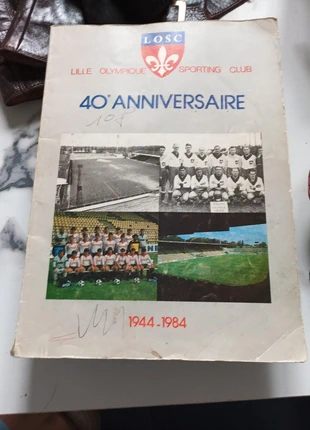 LOSC
LILLE OLYMPIQUE SPORTING CLUB
40e ANNIVERSAIRE
1944-1984